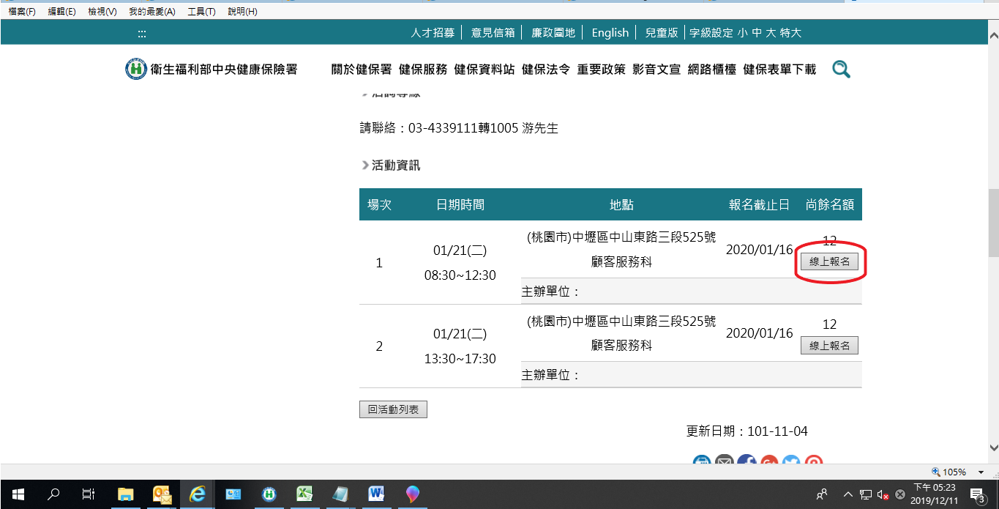 檔案(F) 編輯(E) 檢視(V) 我的最愛(A) 工具(T) 說明(H)
::: 人才招募 意見信箱 廉政園地 English 兒童版 字級設定 小 中 大 特大
衛生福利部中央健康保險署 關於健保署 健保服務 健保資料站 健保法令 重要政策 影音文宣 網路櫃檯 健保表單下載
請聯絡：03-4339111轉1005 游先生
活動資訊
場次 日期時間 地點 報名截止日 尚餘名額
1 01/21(二) 08:30~12:30 (桃園市)中壢區中山東路三段525號 顧客服務科 2020/01/16 12 線上報名
主辦單位：
2 01/21(二) 13:30~17:30 (桃園市)中壢區中山東路三段525號 顧客服務科 2020/01/16 12 線上報名
主辦單位：
回活動列表
更新日期：101-11-04
105%
下午 05:23
2019/12/11
3